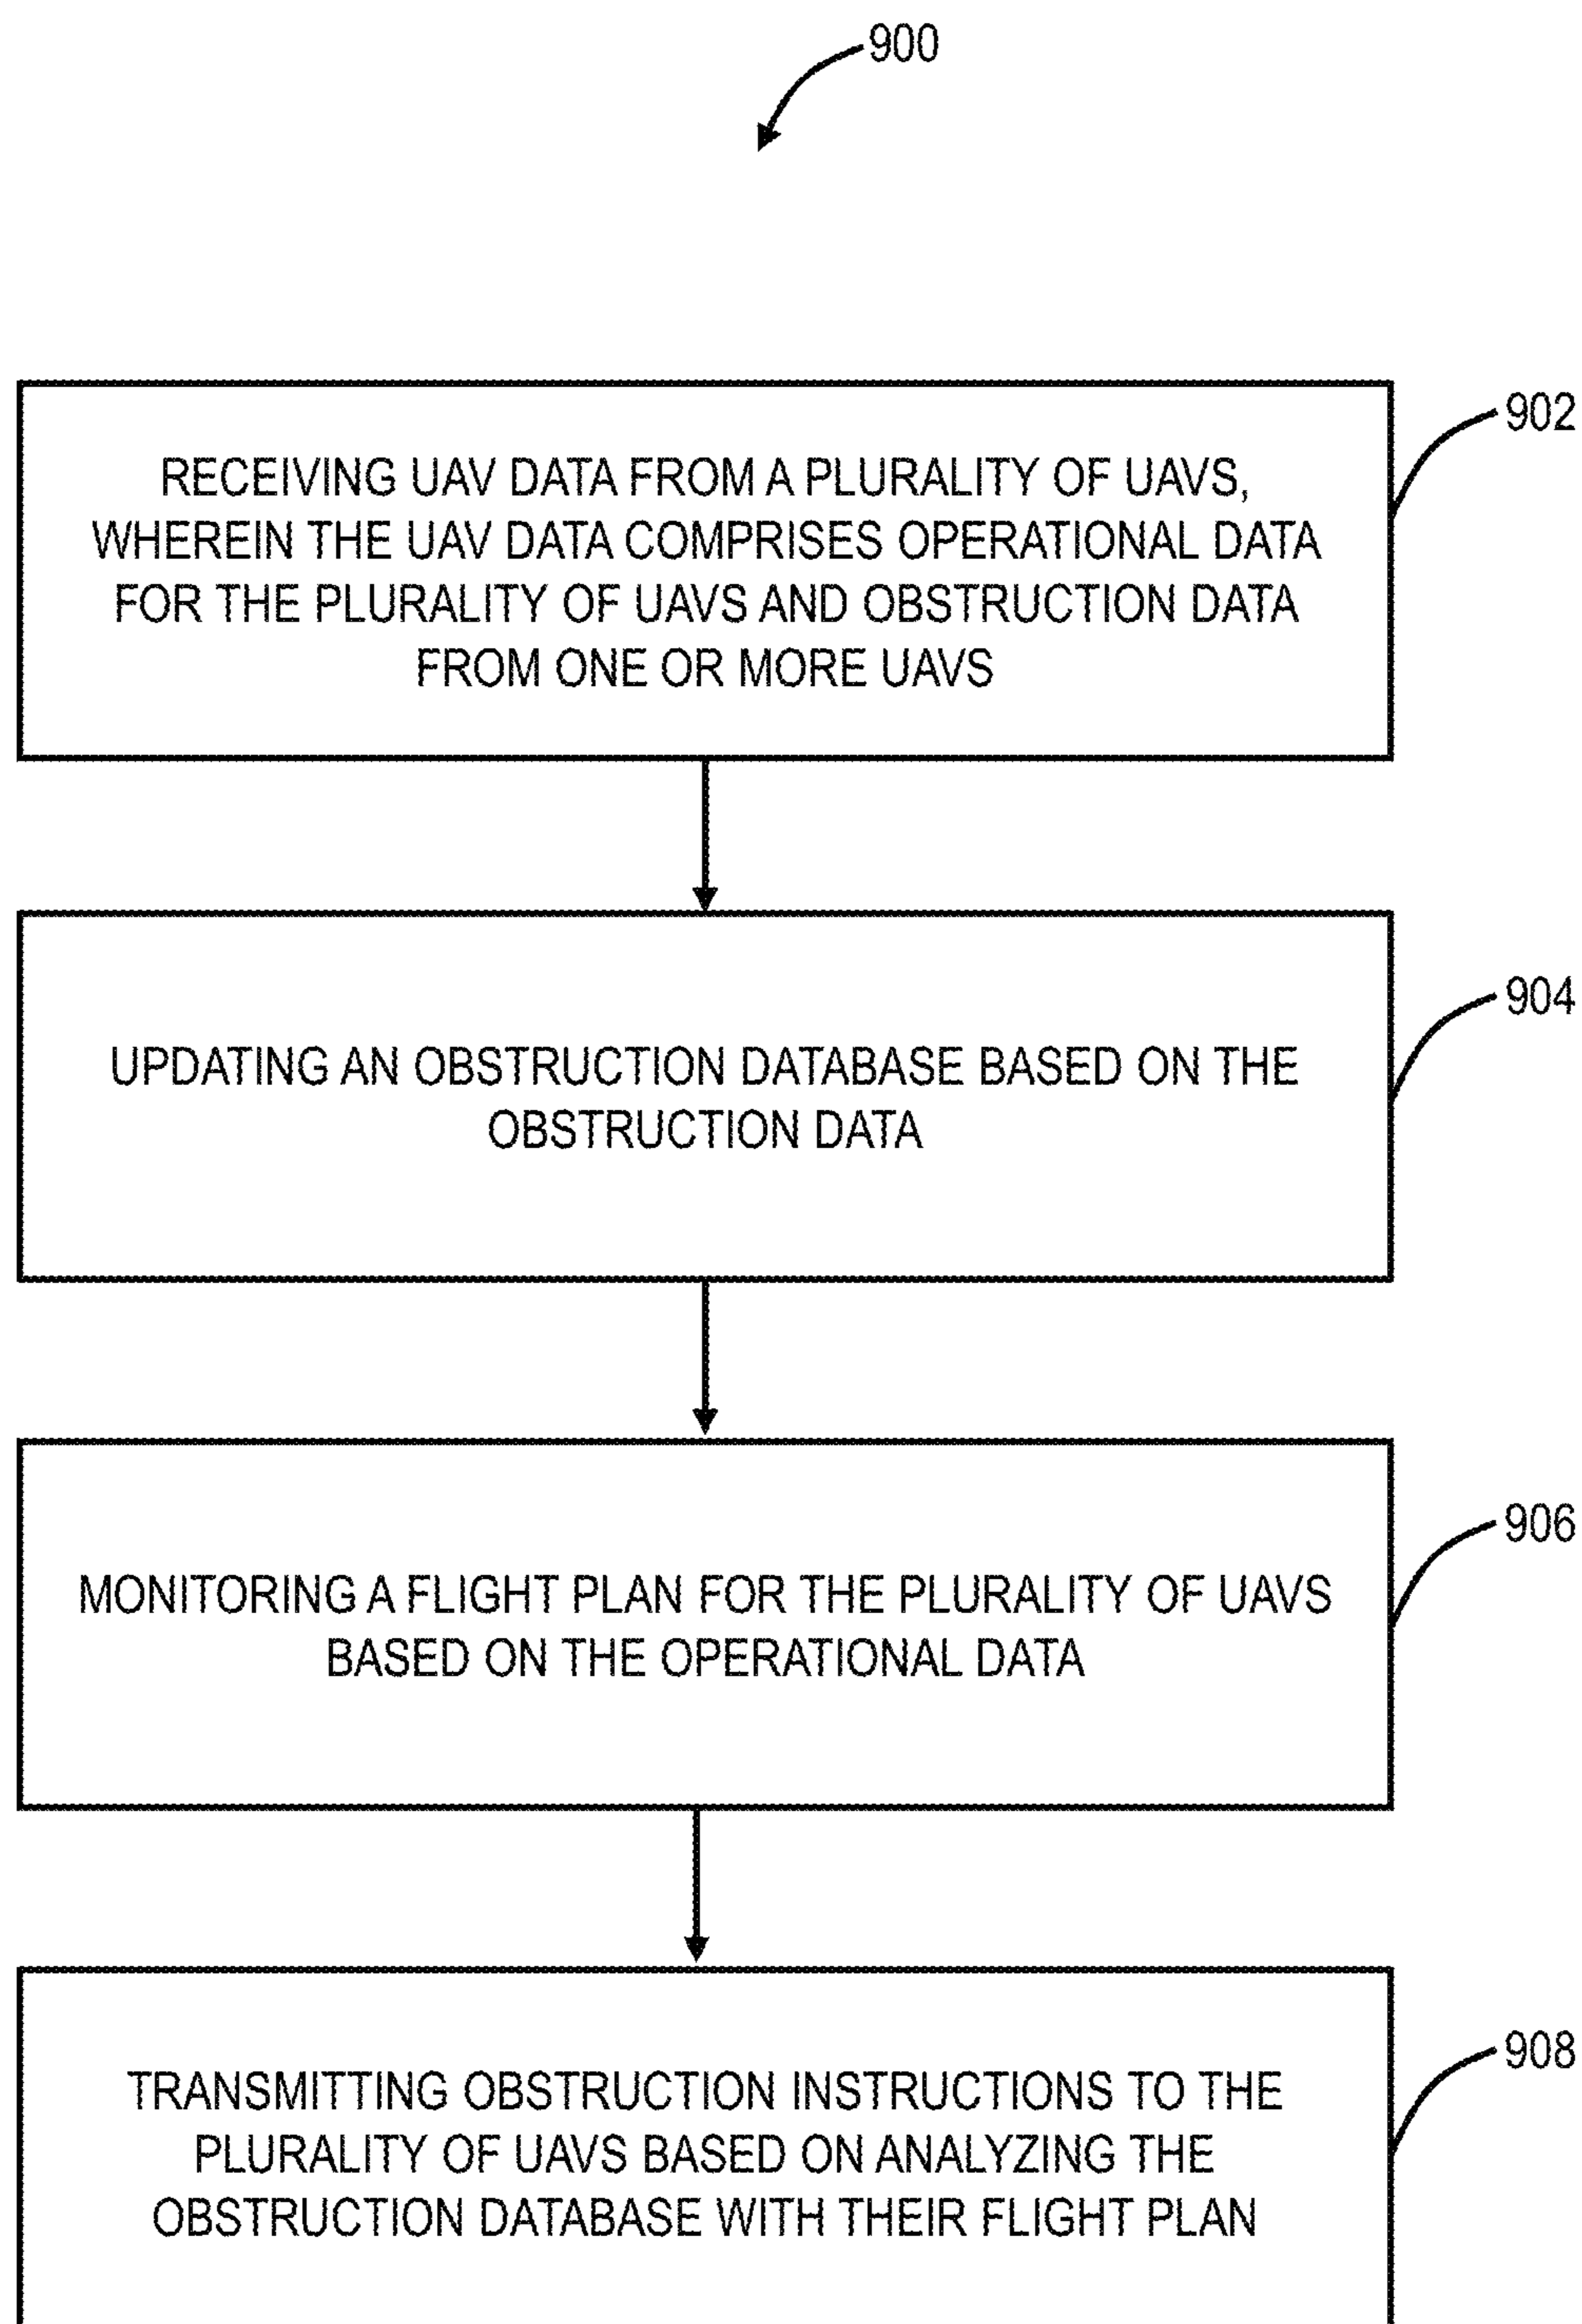 900
902
RECEIVING UAV DATA FROM A PLURALITY OF UAVS,
WHEREIN THE UAV DATA COMPRISES OPERATIONAL DATA
FOR THE PLURALITY OF UAVS AND OBSTRUCTION DATA
FROM ONE OR MORE UAVS
904
UPDATING AN OBSTRUCTION DATABASE BASED ON THE
OBSTRUCTION DATA
906
MONITORING A FLIGHT PLAN FOR THE PLURALITY OF UAVS
BASED ON THE OPERATIONAL DATA
908
TRANSMITTING OBSTRUCTION INSTRUCTIONS TO THE
PLURALITY OF UAVS BASED ON ANALYZING THE
OBSTRUCTION DATABASE WITH THEIR FLIGHT PLAN